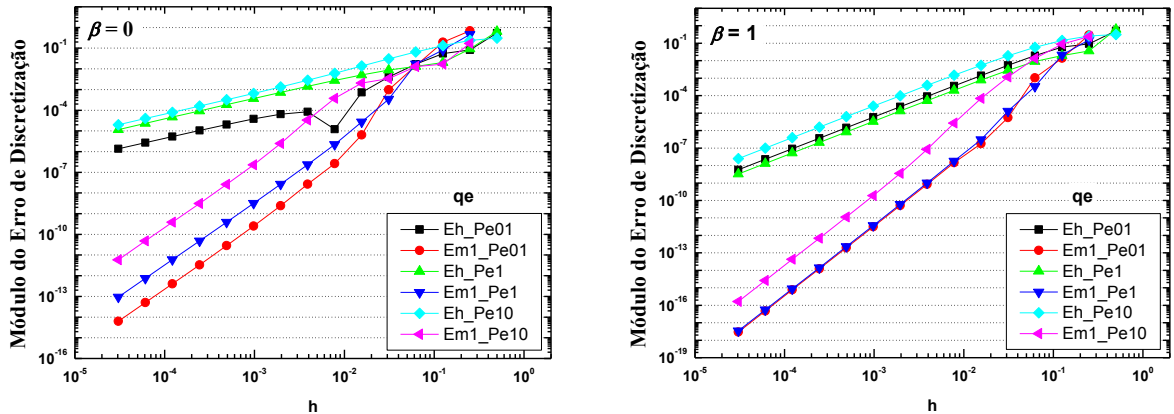 β = 0
Módulo do Erro de Discretização
10^-1
10^-4
10^-7
10^-10
10^-13
10^-16
10^-5
10^-4
10^-3
10^-2
10^-1
10^0
h
qe
Eh_Pe01
Em1_Pe01
Eh_Pe1
Em1_Pe1
Eh_Pe10
Em1_Pe10
β = 1
Módulo do Erro de Discretização
10^-1
10^-4
10^-7
10^-10
10^-13
10^-16
10^-19
10^-5
10^-4
10^-3
10^-2
10^-1
10^0
h
qe
Eh_Pe01
Em1_Pe01
Eh_Pe1
Em1_Pe1
Eh_Pe10
Em1_Pe10